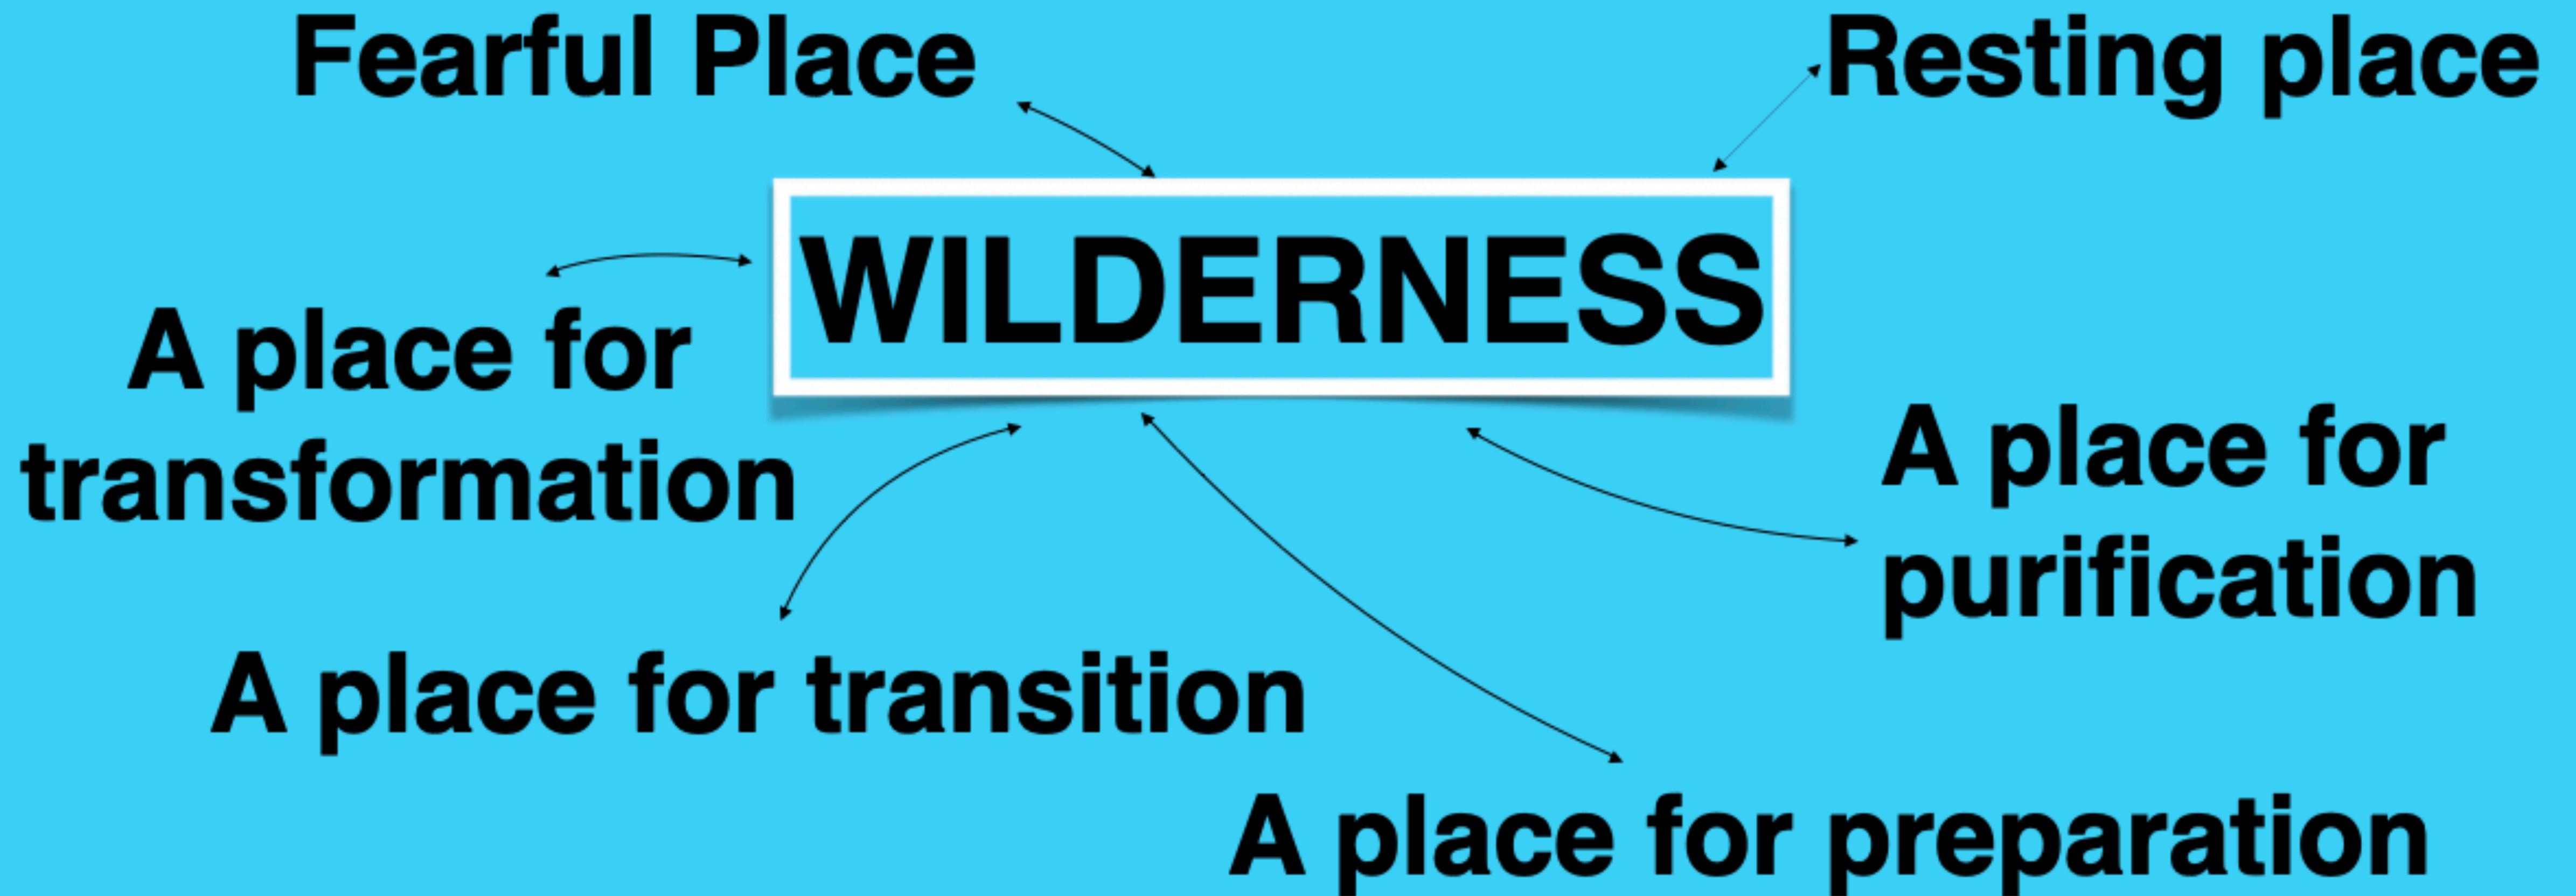 Fearful Place
Resting place
WILDERNESS
A place for
transformation
A place for
purification
A place for transition
A place for preparation